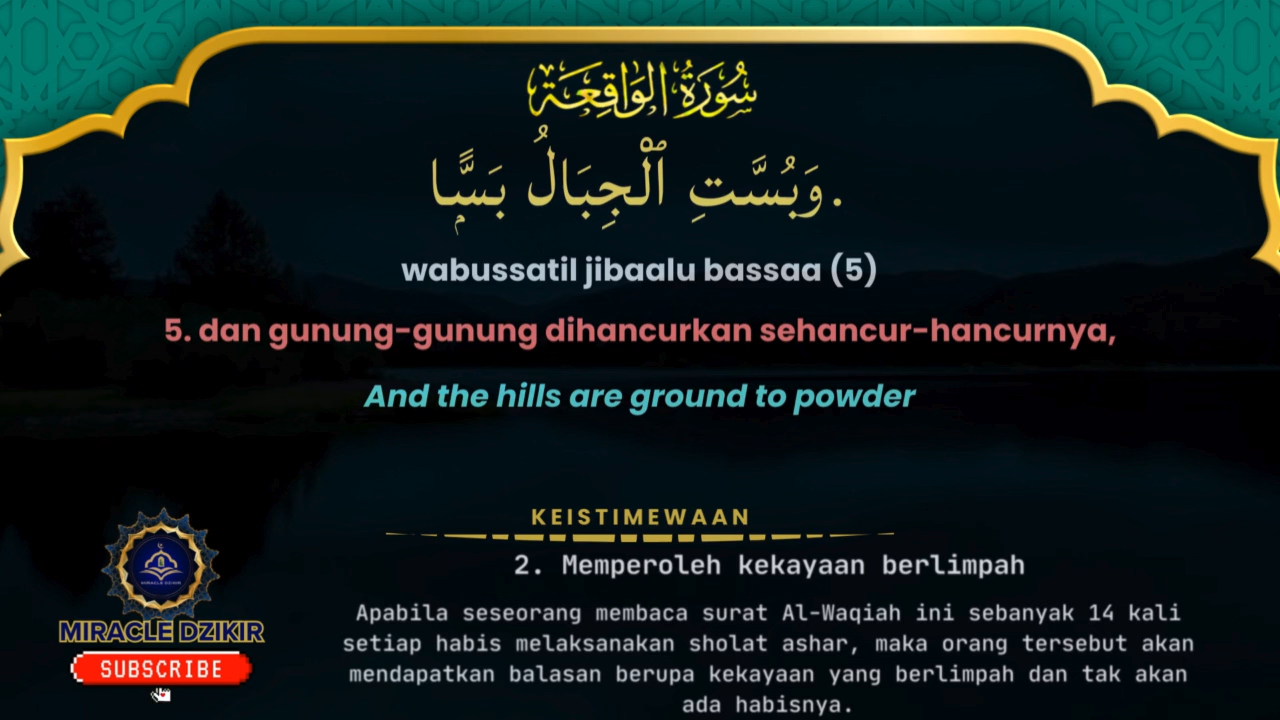 سُورَةُ الوَاقِعَة
وَبُسَّتِ ٱلْجِبَالُ بَسًّۭا.
wabussatil jibaalu bassaa (5)
5. dan gunung-gunung dihancurkan sehancur-hancurnya,
And the hills are ground to powder
KEISTIMEWAAN
2. Memperoleh kekayaan berlimpah
Apabila seseorang membaca surat Al-Waqiah ini sebanyak 14 kali
setiap habis melaksanakan sholat ashar, maka orang tersebut akan
mendapatkan balasan berupa kekayaan yang berlimpah dan tak akan
ada habisnya.
MIRACLE DZIKIR
MIRACLE DZIKIR
SUBSCRIBE